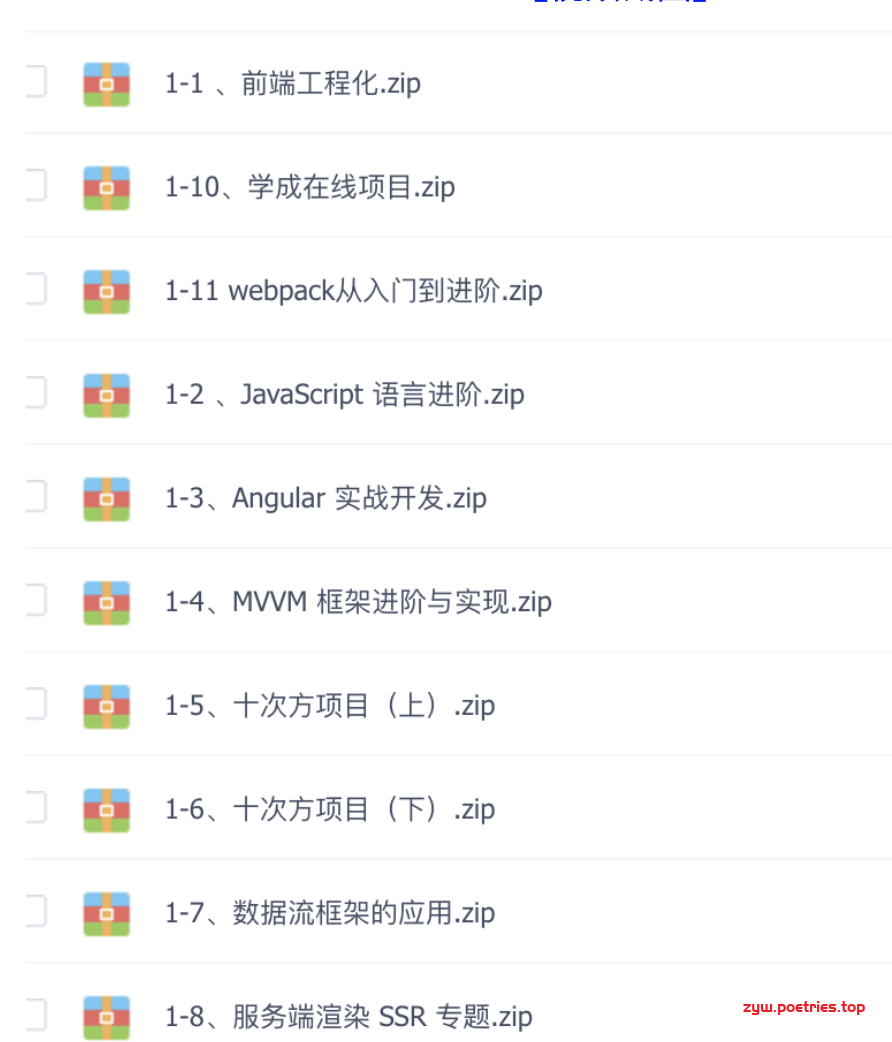 1-1 、前端工程化.zip
1-10、学成在线项目.zip
1-11 webpack从入门到进阶.zip
1-2 、JavaScript 语言进阶.zip
1-3、Angular 实战开发.zip
1-4、MVVM 框架进阶与实现.zip
1-5、十次方项目（上）.zip
1-6、十次方项目（下）.zip
1-7、数据流框架的应用.zip
1-8、服务端渲染 SSR 专题.zip
zyw.poetries.top